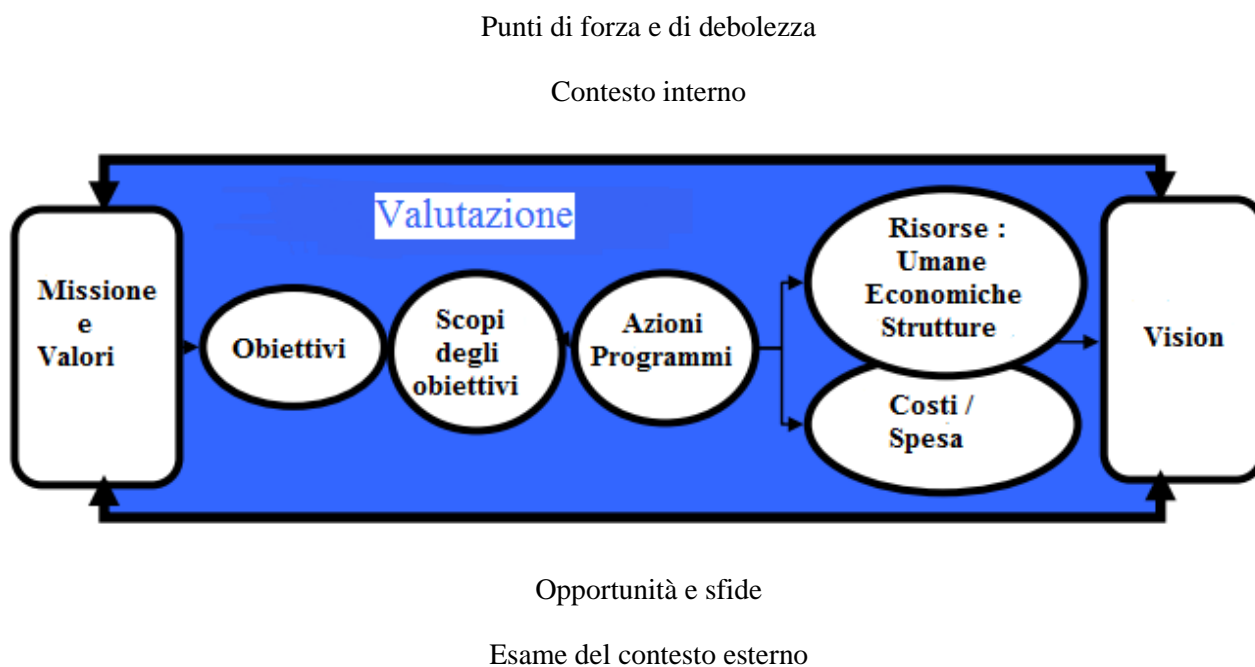 Punti di forza e di debolezza
Contesto interno
Valutazione
Missione
e
Valori
Obiettivi
Scopi
degli
obiettivi
Azioni
Programmi
Risorse :
Umane
Economiche
Strutture
Costi /
Spesa
Vision
Opportunità e sfide
Esame del contesto esterno